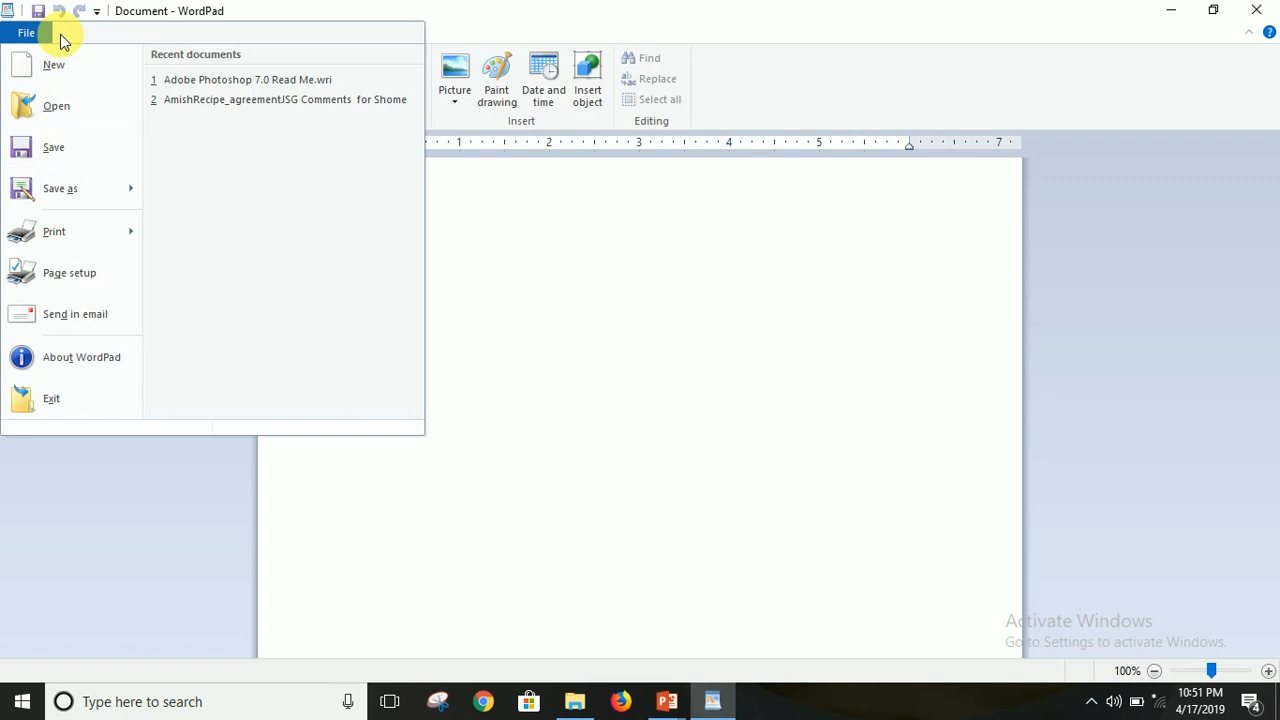 Document - WordPad
File
New
Open
Save
Save as
Print
Page setup
Send in email
About WordPad
Exit
Recent documents
1 Adobe Photoshop 7.0 Read Me.wri
2 AmishRecipe_agreementJSG Comments for Shome
Picture
Paint drawing
Date and time
Insert object
Insert
Find
Replace
Select all
Editing
1 2 3 4 5 7
Activate Windows
Go to Settings to activate Windows.
100%
Type here to search
10:51 PM
4/17/2019
4